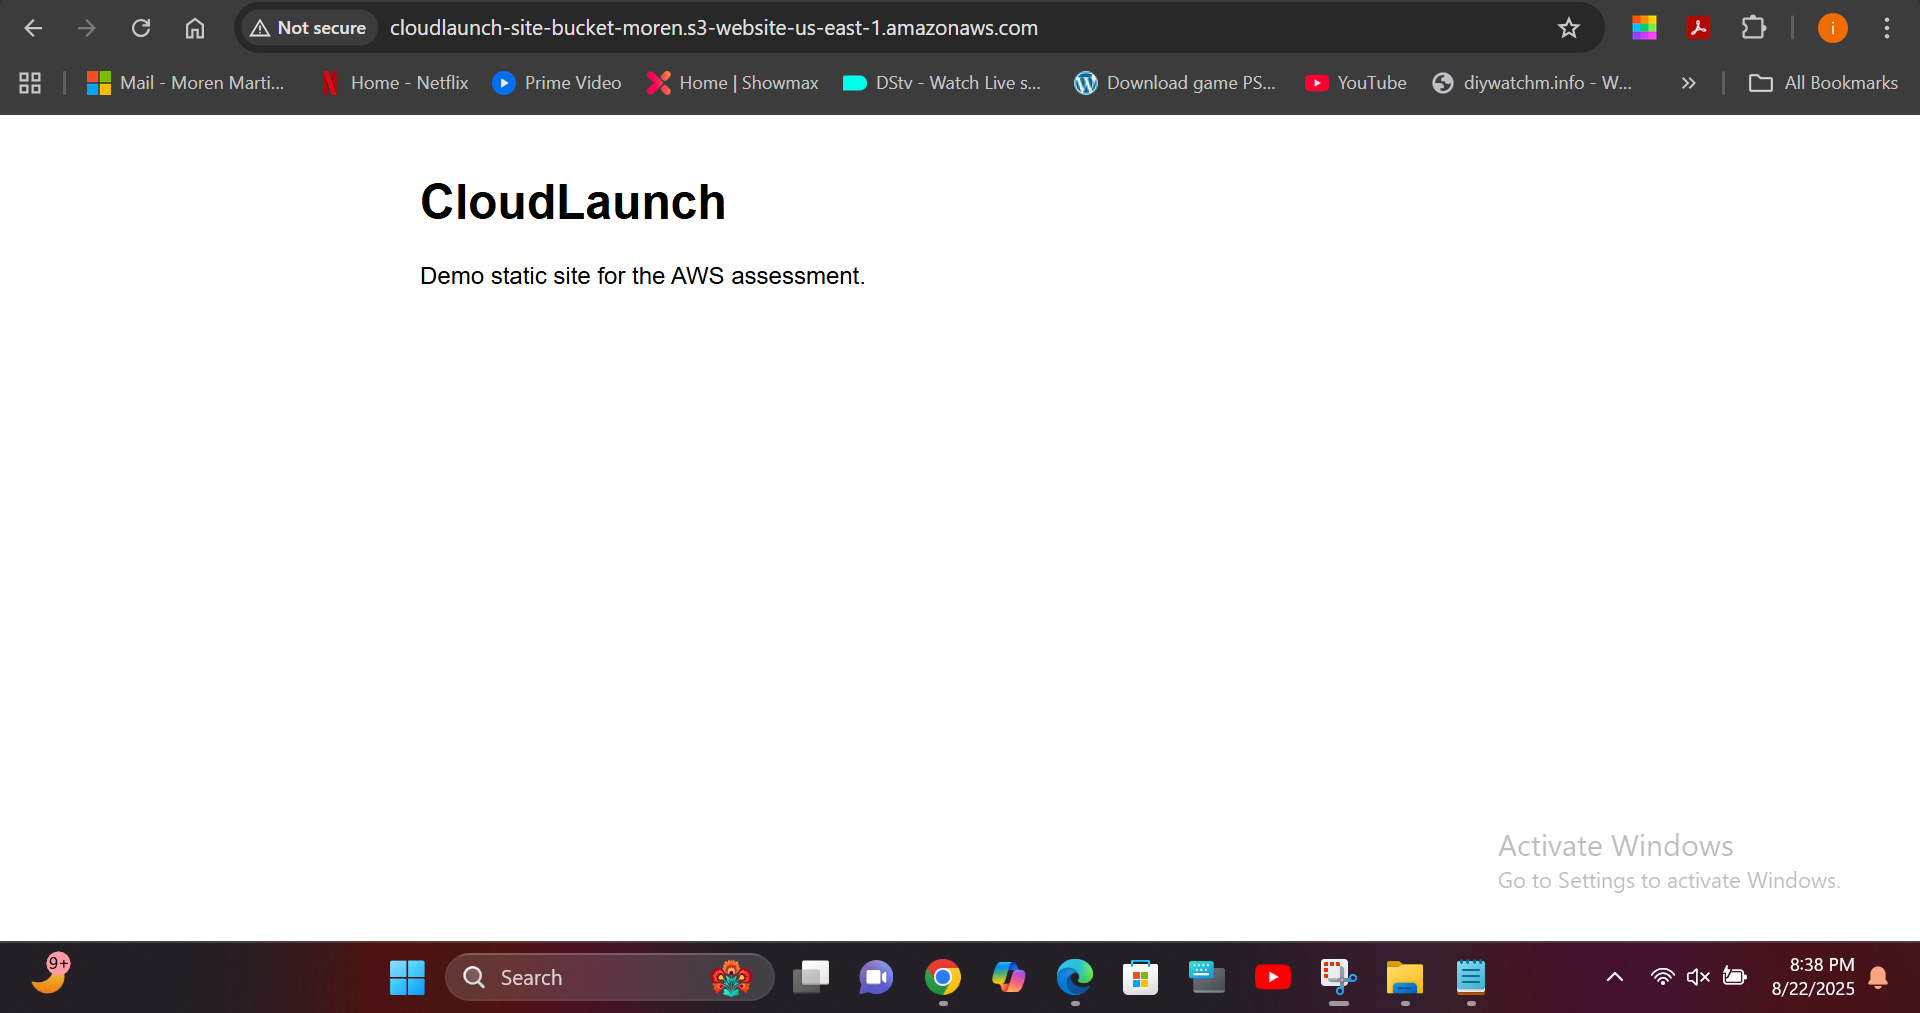 Not secure
cloudlaunch-site-bucket-moren.s3-website-us-east-1.amazonaws.com
i
Mail - Moren Marti...
Home - Netflix
Prime Video
Home | Showmax
DStv - Watch Live s...
Download game PS...
YouTube
diywatchm.info - W...
All Bookmarks
CloudLaunch
Demo static site for the AWS assessment.
Activate Windows
Go to Settings to activate Windows.
9+
Search
8:38 PM
8/22/2025